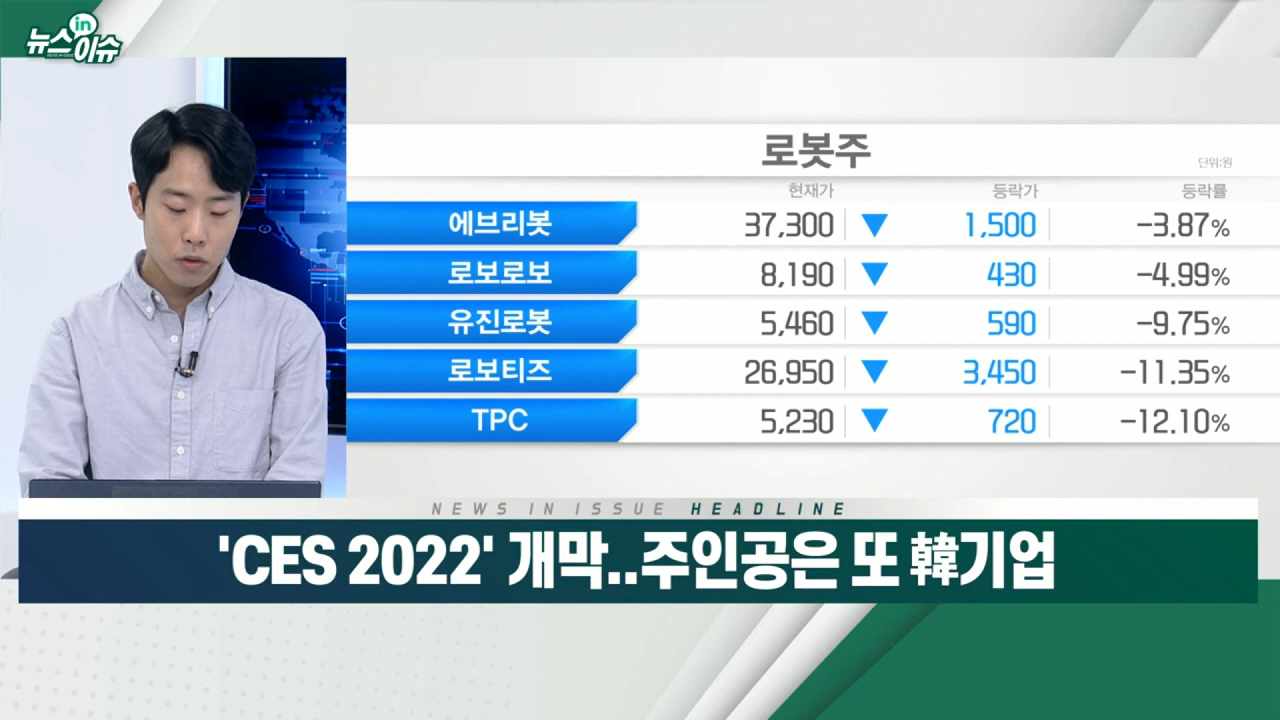 뉴스in이슈
로봇주
단위:원
현재가 등락가 등락률
에브리봇 37,300 ▼ 1,500 -3.87%
로보로보 8,190 ▼ 430 -4.99%
유진로봇 5,460 ▼ 590 -9.75%
로보티즈 26,950 ▼ 3,450 -11.35%
TPC 5,230 ▼ 720 -12.10%
NEWS IN ISSUE HEADLINE
'CES 2022' 개막..주인공은 또 韓기업